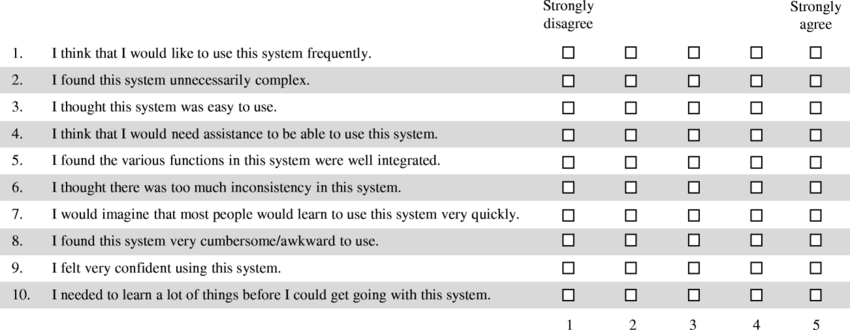 Strongly disagree
Strongly agree
1. I think that I would like to use this system frequently.
2. I found this system unnecessarily complex.
3. I thought this system was easy to use.
4. I think that I would need assistance to be able to use this system.
5. I found the various functions in this system were well integrated.
6. I thought there was too much inconsistency in this system.
7. I would imagine that most people would learn to use this system very quickly.
8. I found this system very cumbersome/awkward to use.
9. I felt very confident using this system.
10. I needed to learn a lot of things before I could get going with this system.
1 2 3 4 5